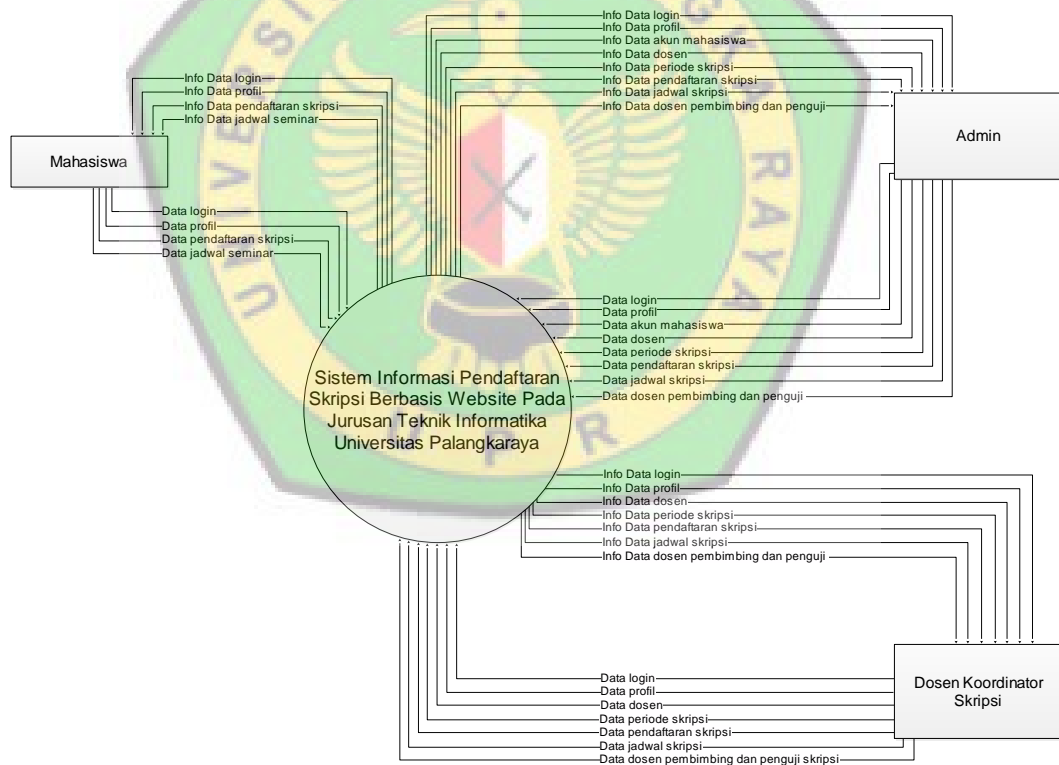 Info Data login
Info Data profil
Info Data akun mahasiswa
Info Data dosen
Info Data periode skripsi
Info Data pendaftaran skripsi
Info Data jadwal skripsi
Info Data dosen pembimbing dan penguji
Info Data login
Info Data profil
Info Data pendaftaran skripsi
Info Data jadwal seminar
Mahasiswa
Admin
Data login
Data profil
Data pendaftaran skripsi
Data jadwal seminar
Data login
Data profil
Data akun mahasiswa
Data dosen
Data periode skripsi
Data pendaftaran skripsi
Data jadwal skripsi
Data dosen pembimbing dan penguji
Sistem Informasi Pendaftaran
Skripsi Berbasis Website Pada
Jurusan Teknik Informatika
Universitas Palangkaraya
Info Data login
Info Data profil
Info Data dosen
Info Data periode skripsi
Info Data pendaftaran skripsi
Info Data jadwal skripsi
Info Data dosen pembimbing dan penguji
Dosen Koordinator
Skripsi
Data login
Data profil
Data dosen
Data periode skripsi
Data pendaftaran skripsi
Data jadwal skripsi
Data dosen pembimbing dan penguji skripsi
UNIVERSI
GKA RAYA
U P R